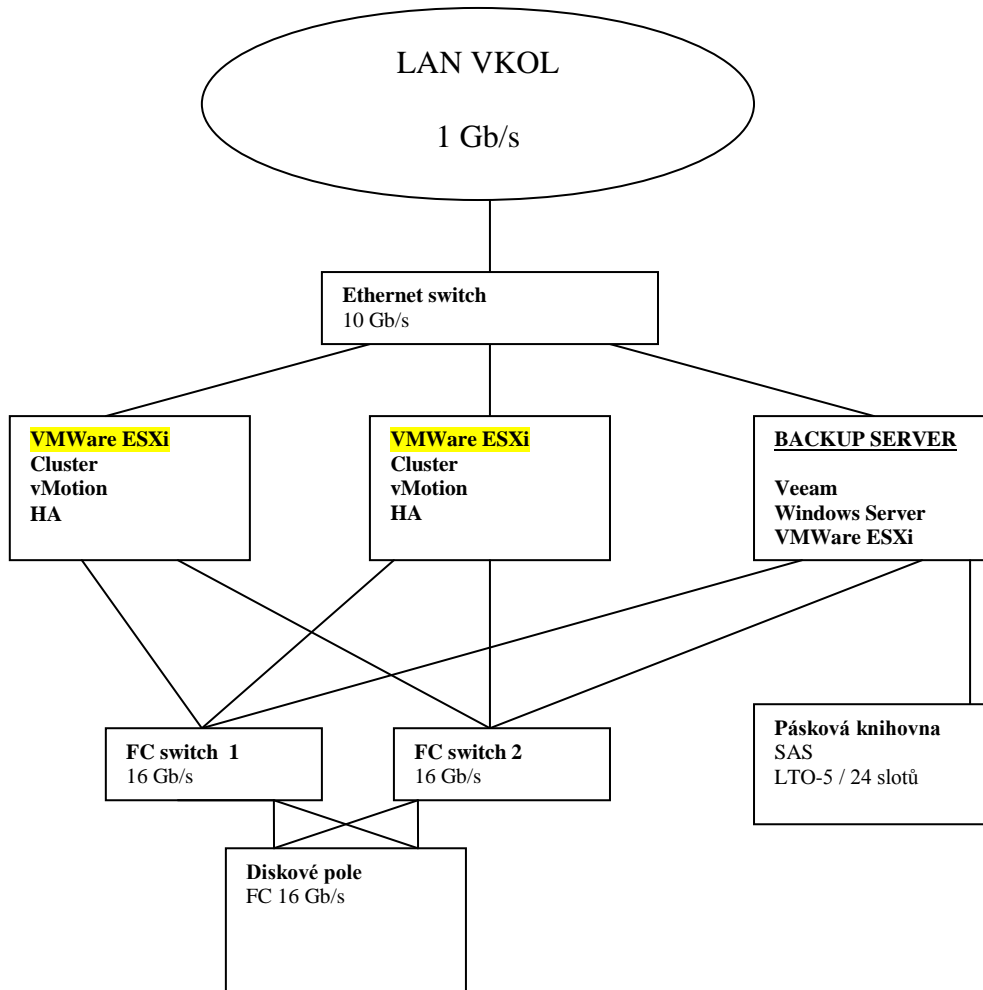 LAN VKOL
1 Gb/s
Ethernet switch
10 Gb/s
VMWare ESXi
Cluster
vMotion
HA
VMWare ESXi
Cluster
vMotion
HA
BACKUP SERVER
Veeam
Windows Server
VMWare ESXi
FC switch 1
16 Gb/s
FC switch 2
16 Gb/s
Pásková knihovna
SAS
LTO-5 / 24 slotů
Diskové pole
FC 16 Gb/s